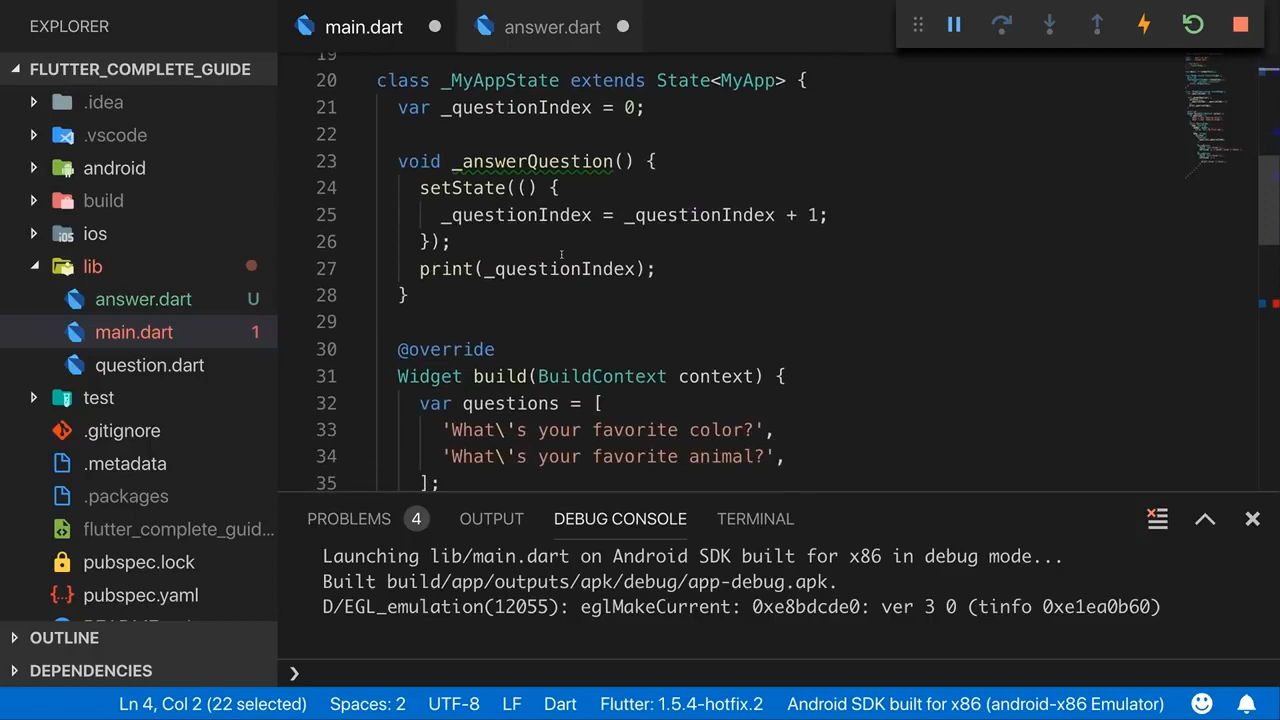 EXPLORER
FLUTTER_COMPLETE_GUIDE
.idea
.vscode
android
build
ios
lib
answer.dart U
main.dart 1
question.dart
test
.gitignore
.metadata
.packages
flutter_complete_guid...
pubspec.lock
pubspec.yaml
OUTLINE
DEPENDENCIES
main.dart answer.dart
19
20 class _MyAppState extends State<MyApp> {
21 var _questionIndex = 0;
22
23 void _answerQuestion() {
24 setState(() {
25 _questionIndex = _questionIndex + 1;
26 });
27 print(_questionIndex);
28 }
29
30 @override
31 Widget build(BuildContext context) {
32 var questions = [
33 'What\'s your favorite color?',
34 'What\'s your favorite animal?',
35 ];
PROBLEMS 4 OUTPUT DEBUG CONSOLE TERMINAL
Launching lib/main.dart on Android SDK built for x86 in debug mode...
Built build/app/outputs/apk/debug/app-debug.apk.
D/EGL_emulation(12055): eglMakeCurrent: 0xe8bdcde0: ver 3 0 (tinfo 0xe1ea0b60)
Ln 4, Col 2 (22 selected) Spaces: 2 UTF-8 LF Dart Flutter: 1.5.4-hotfix.2 Android SDK built for x86 (android-x86 Emulator)